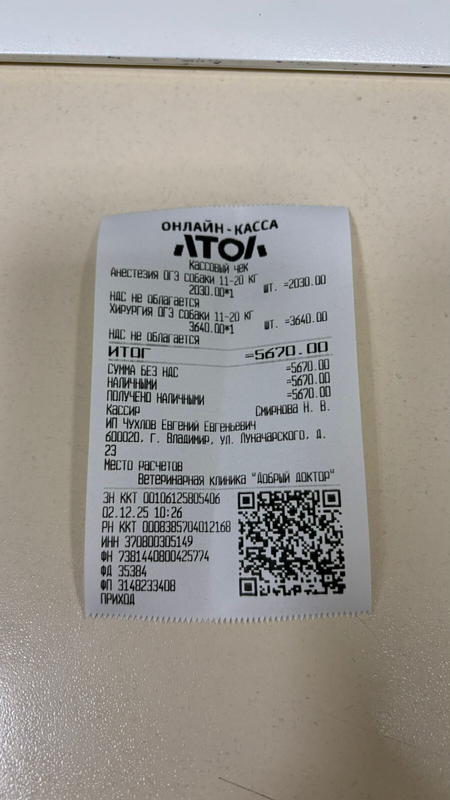 ОНЛАЙН-КАССА
АТОЛ
Кассовый чек
Анестезия ОГЭ собаки 11-20 кг
2030.00*1 шт. =2030.00
НДС не облагается
Хирургия ОГЭ собаки 11-20 кг
3640.00*1 шт. =3640.00
НДС не облагается
ИТОГ =5670.00
СУММА БЕЗ НДС =5670.00
НАЛИЧНЫМИ =5670.00
ПОЛУЧЕНО НАЛИЧНЫМИ =5670.00
Кассир Смирнова Н. В.
ИП Чухлов Евгений Евгеньевич
600020, г. Владимир, ул. Луначарского, д.
23
Место расчетов
Ветеринарная клиника "Добрый доктор"
ЗН ККТ 00106125805406
02.12.25 10:26
РН ККТ 0008385704012168
ИНН 370800305149
ФН 7381440800425774
ФД 35384
ФП 3148233408
ПРИХОД